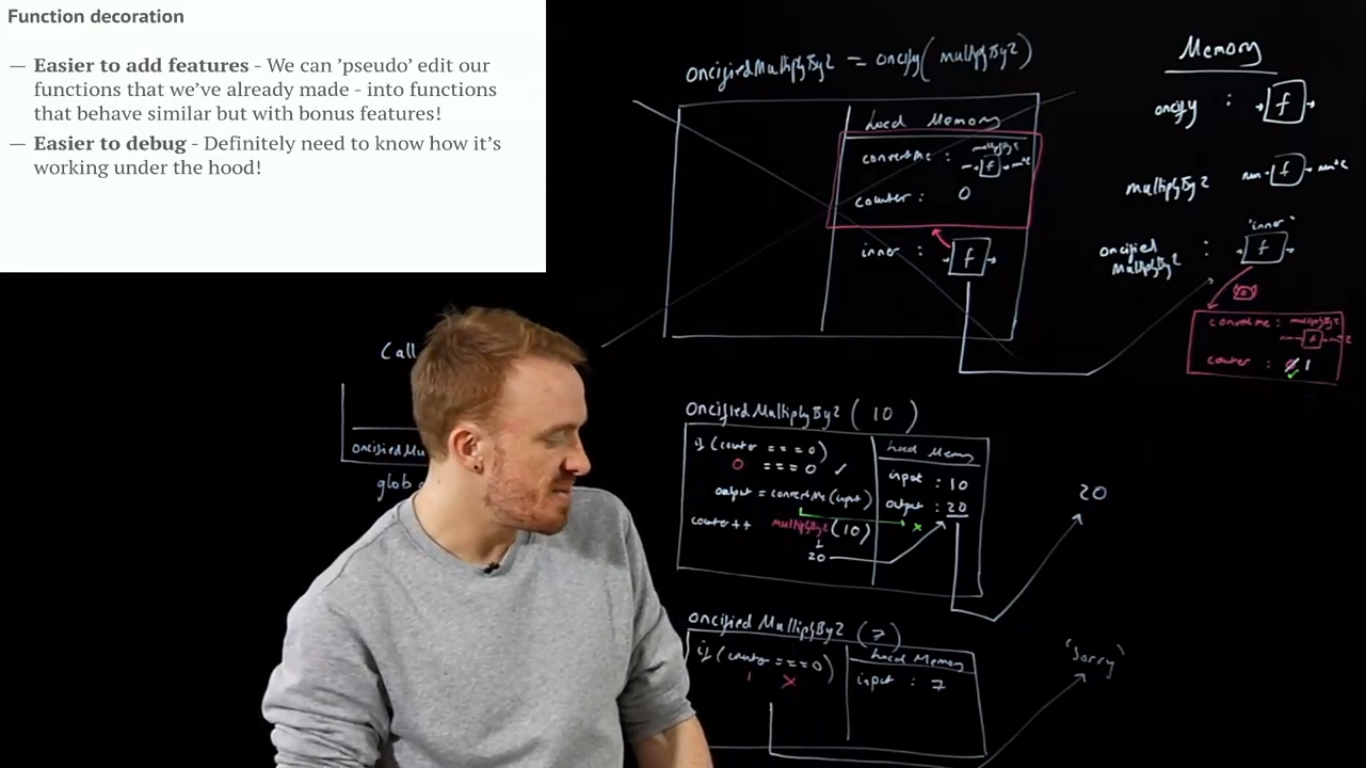 Function decoration
— Easier to add features - We can 'pseudo' edit our
functions that we've already made - into functions
that behave similar but with bonus features!
— Easier to debug - Definitely need to know how it's
working under the hood!
OncifiedMultiplyBy2 = oncify(multiplyBy2)
Local Memory
convertMe : multiplyBy2
f
counter : 0
inner : f
Memory
oncify : f
multiplyBy2 num f num*2
"inner"
oncified
MultiplyBy2 : f
convertMe : multiplyBy2
f
counter : 0 1
Call
OncifiedMu
glob
OncifiedMultiplyBy2 (10)
if (counter === 0)
0 === 0 ✓
output = convertMe(input)
counter++ multiplyBy2(10)
20
Local Memory
input : 10
output : 20
x
20
OncifiedMultiplyBy2 (7)
if (counter === 0)
1 x
Local Memory
input : 7
'Sorry'